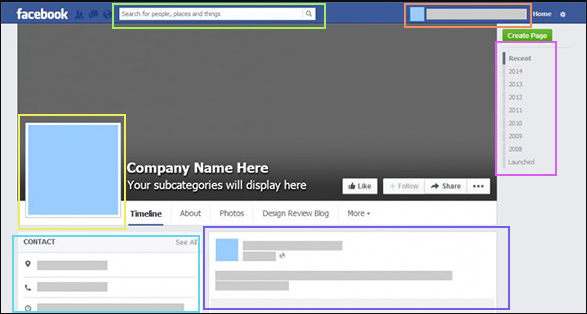 facebook
Search for people, places and things
Home
Create Page
Recent
2014
2013
2012
2011
2010
2009
2008
Launched
Company Name Here
Your subcategories will display here
Like
+ Follow
Share
Timeline
About
Photos
Design Review Blog
More
CONTACT
See All